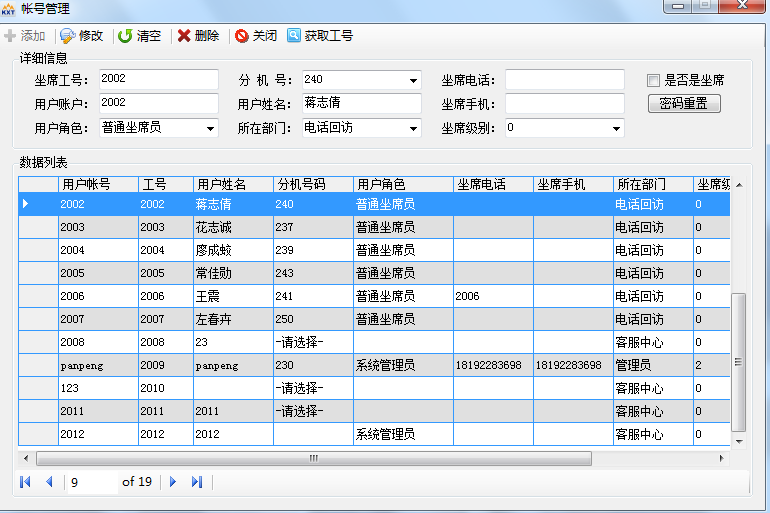 KXT 帐号管理
添加 修改 清空 删除 关闭 获取工号
详细信息
坐席工号： 2002 分 机 号： 240 坐席电话： 是否是坐席
用户账户： 2002 用户姓名： 蒋志倩 坐席手机： 密码重置
用户角色： 普通坐席员 所在部门： 电话回访 坐席级别： 0
数据列表
用户帐号 工号 用户姓名 分机号码 用户角色 坐席电话 坐席手机 所在部门 坐席级
2002 2002 蒋志倩 240 普通坐席员 电话回访 0
2003 2003 花志诚 237 普通坐席员 电话回访 0
2004 2004 廖成 239 普通坐席员 电话回访 0
2005 2005 常佳勋 243 普通坐席员 电话回访 0
2006 2006 王震 241 普通坐席员 2006 电话回访 0
2007 2007 左春卉 250 普通坐席员 电话回访 0
2008 2008 23 -请选择- 客服中心 0
panpeng 2009 panpeng 230 系统管理员 18192283698 18192283698 管理员 2
123 2010 -请选择- 客服中心 0
2011 2011 2011 -请选择- 客服中心 0
2012 2012 2012 系统管理员 客服中心 0
9 of 19